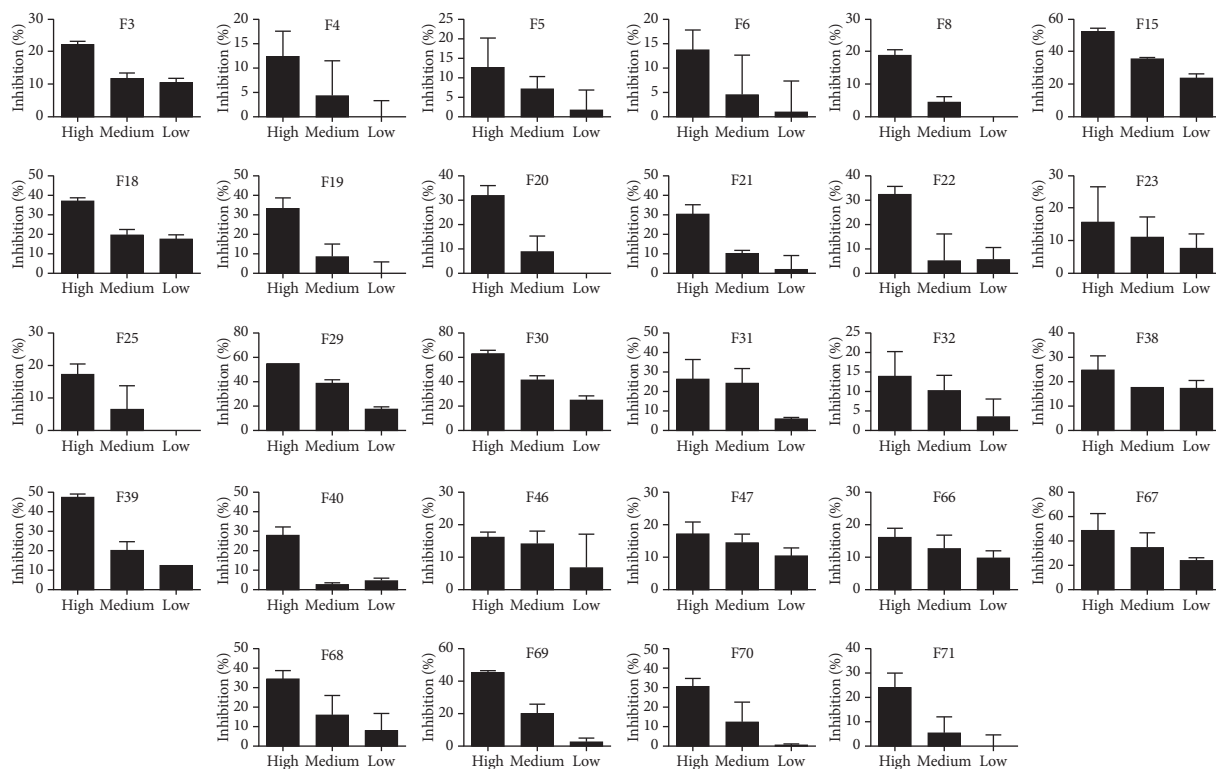 F3
Inhibition (%)
30
20
10
0
High Medium Low
F4
Inhibition (%)
20
15
10
5
0
High Medium Low
F5
Inhibition (%)
25
20
15
10
5
0
High Medium Low
F6
Inhibition (%)
20
15
10
5
0
High Medium Low
F8
Inhibition (%)
30
20
10
0
High Medium Low
F15
Inhibition (%)
60
40
20
0
High Medium Low
F18
Inhibition (%)
50
40
30
20
10
0
High Medium Low
F19
Inhibition (%)
50
40
30
20
10
0
High Medium Low
F20
Inhibition (%)
40
30
20
10
0
High Medium Low
F21
Inhibition (%)
50
40
30
20
10
0
High Medium Low
F22
Inhibition (%)
40
30
20
10
0
High Medium Low
F23
Inhibition (%)
30
20
10
0
High Medium Low
F25
Inhibition (%)
30
20
10
0
High Medium Low
F29
Inhibition (%)
80
60
40
20
0
High Medium Low
F30
Inhibition (%)
80
60
40
20
0
High Medium Low
F31
Inhibition (%)
50
40
30
20
10
0
High Medium Low
F32
Inhibition (%)
25
20
15
10
5
0
High Medium Low
F38
Inhibition (%)
40
30
20
10
0
High Medium Low
F39
Inhibition (%)
50
40
30
20
10
0
High Medium Low
F40
Inhibition (%)
50
40
30
20
10
0
High Medium Low
F46
Inhibition (%)
30
20
10
0
High Medium Low
F47
Inhibition (%)
30
20
10
0
High Medium Low
F66
Inhibition (%)
30
20
10
0
High Medium Low
F67
Inhibition (%)
80
60
40
20
0
High Medium Low
F68
Inhibition (%)
50
40
30
20
10
0
High Medium Low
F69
Inhibition (%)
60
40
20
0
High Medium Low
F70
Inhibition (%)
50
40
30
20
10
0
High Medium Low
F71
Inhibition (%)
40
30
20
10
0
High Medium Low